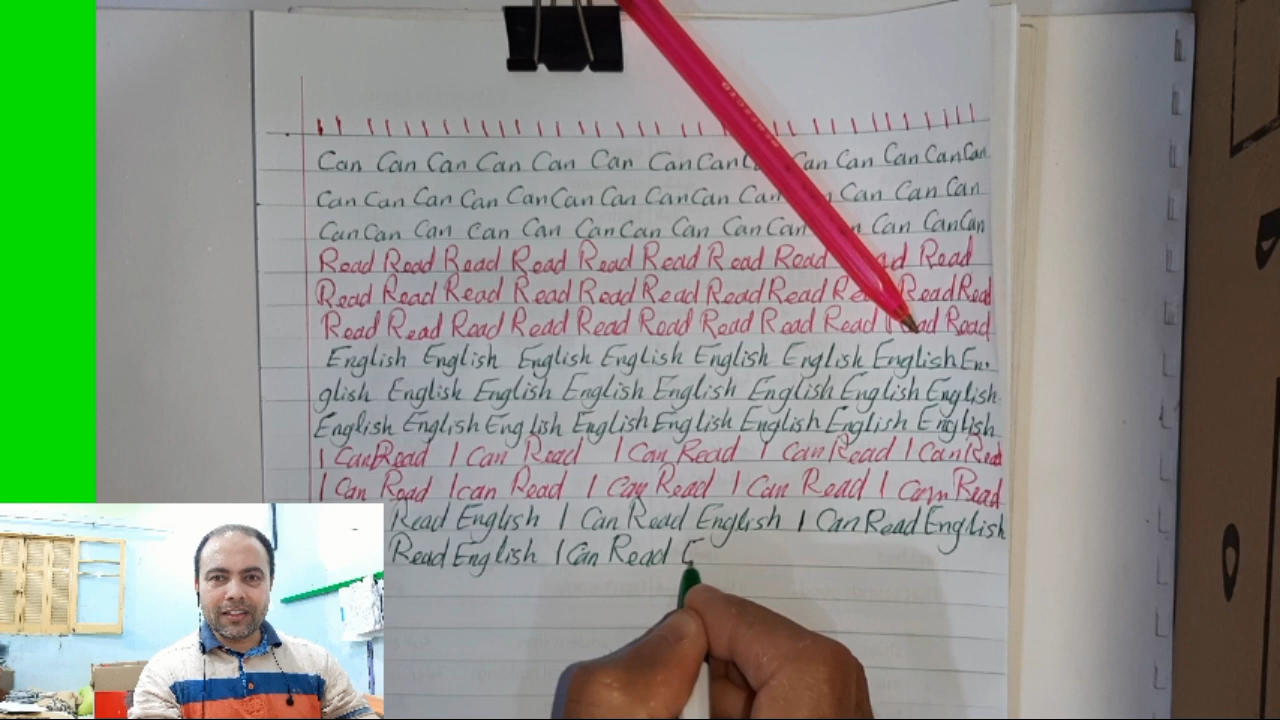 Can Can Can Can Can Can Can Can Can Can Can Can Can
Can Can Can Can Can Can Can Can Can Can Can Can Can
Can Can Can Can Can Can Can Can Can Can Can Can Can
Read Read Read Read Read Read Read Read Read
Read Read Read Read Read Read Read Read Read Read
Read Read Read Read Read Read Read Read Read Read
English English English English English English English En.
glish English English English English English English English
English English English English English English English English
I Can Read I Can Read I Can Read I Can Read I Can Read
I Can Read I can Read I Can Read I Can Read I Can Read
Read English I Can Read English I Can Read English
Read English I Can Read